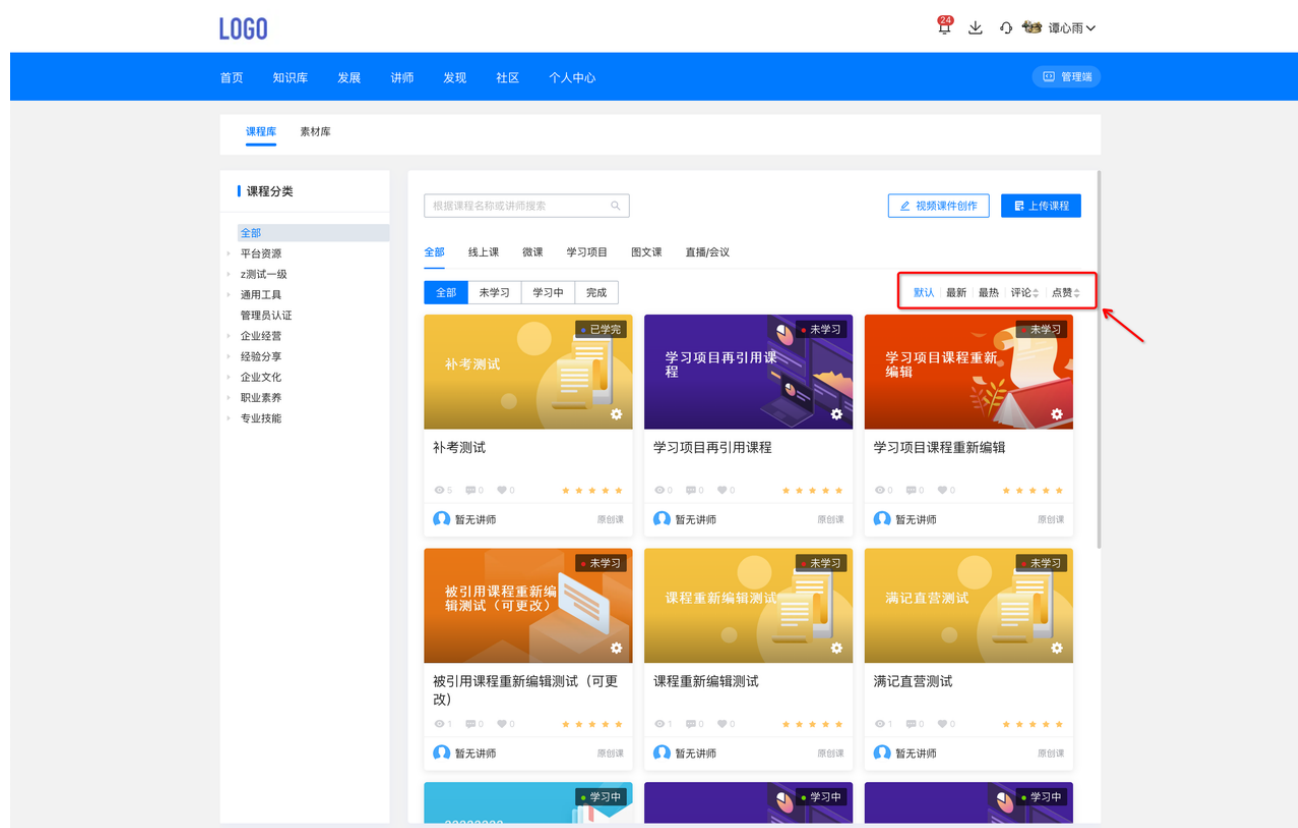 LOGO
24
谭心雨
首页 知识库 发展 讲师 发现 社区 个人中心 管理端
课程库 素材库
课程分类
全部
平台资源
z测试一级
通用工具
管理员认证
企业经营
经验分享
企业文化
职业素养
专业技能
根据课程名称或讲师搜索
视频课件创作 上传课程
全部 线上课 微课 学习项目 图文课 直播/会议
全部 未学习 学习中 完成
默认 最新 最热 评论 点赞
已学完
补考测试
补考测试
5 0 0
暂无讲师 原创课
未学习
学习项目再引用课
程
学习项目再引用课程
0 0 0
暂无讲师 原创课
未学习
学习项目课程重新
编辑
学习项目课程重新编辑
0 0 0
暂无讲师 原创课
未学习
被引用课程重新编
辑测试（可更改）
被引用课程重新编辑测试（可更
改）
1 0 0
暂无讲师 原创课
未学习
课程重新编辑测试
课程重新编辑测试
1 0 0
暂无讲师 原创课
未学习
满记直营测试
满记直营测试
1 0 0
暂无讲师 原创课
学习中
学习中
学习中